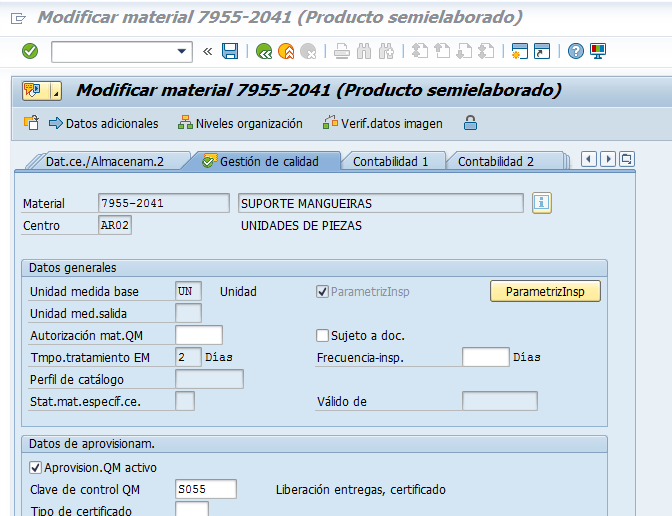 Modificar material 7955-2041 (Producto semielaborado)
Modificar material 7955-2041 (Producto semielaborado)
Datos adicionales Niveles organización Verif.datos imagen
Dat.ce./Almacenam.2 Gestión de calidad Contabilidad 1 Contabilidad 2
Material 7955-2041 SUPORTE MANGUEIRAS
Centro AR02 UNIDADES DE PIEZAS
Datos generales
Unidad medida base UN Unidad ParametrizInsp ParametrizInsp
Unidad med.salida
Autorización mat.QM Sujeto a doc.
Tmpo.tratamiento EM 2 Días Frecuencia-insp. Días
Perfil de catálogo
Stat.mat.específ.ce. Válido de
Datos de aprovisionam.
Aprovision.QM activo
Clave de control QM S055 Liberación entregas, certificado
Tipo de certificado